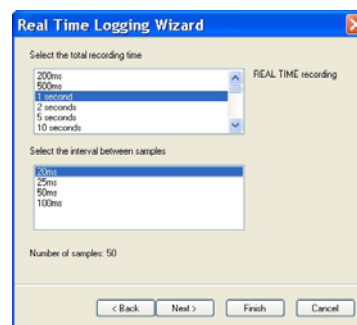 Real Time Logging Wizard
Select the total recording time
200ms
500ms
1 second
2 seconds
5 seconds
10 seconds
REAL TIME recording
Select the interval between samples
20ms
25ms
50ms
100ms
Number of samples: 50
< Back
Next >
Finish
Cancel